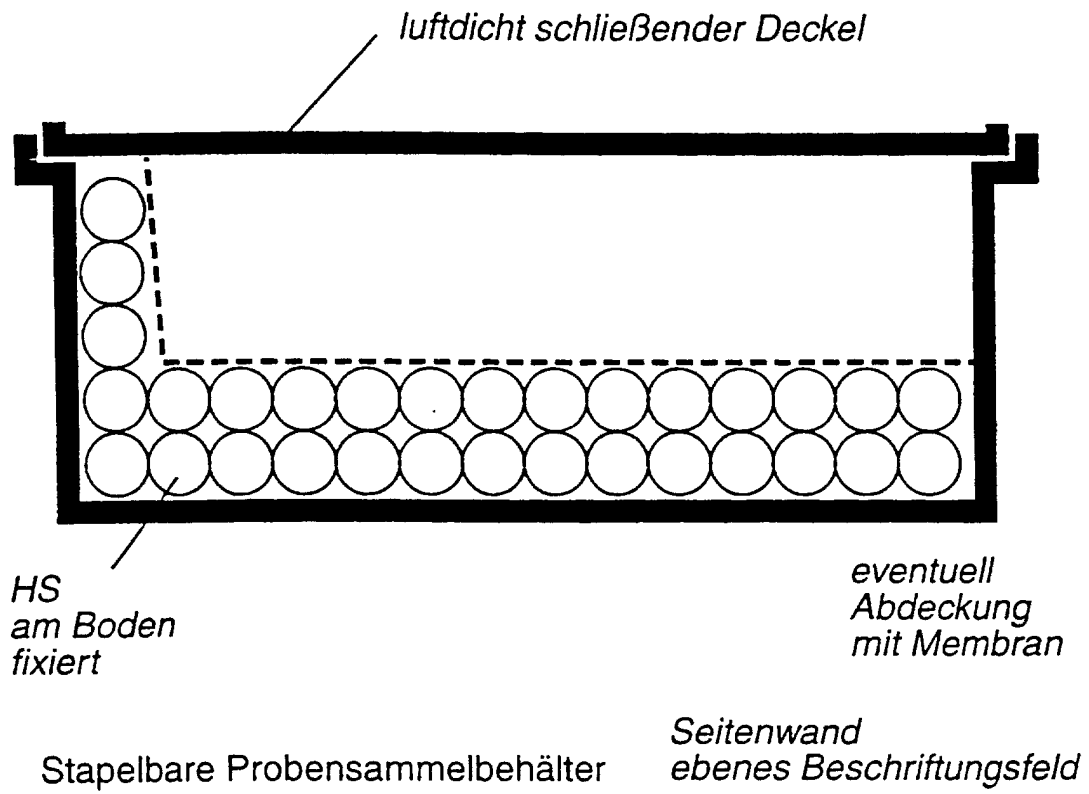 luftdicht schließender Deckel
HS
am Boden
fixiert
eventuell
Abdeckung
mit Membran
Stapelbare Probensammelbehälter
Seitenwand
ebenes Beschriftungsfeld